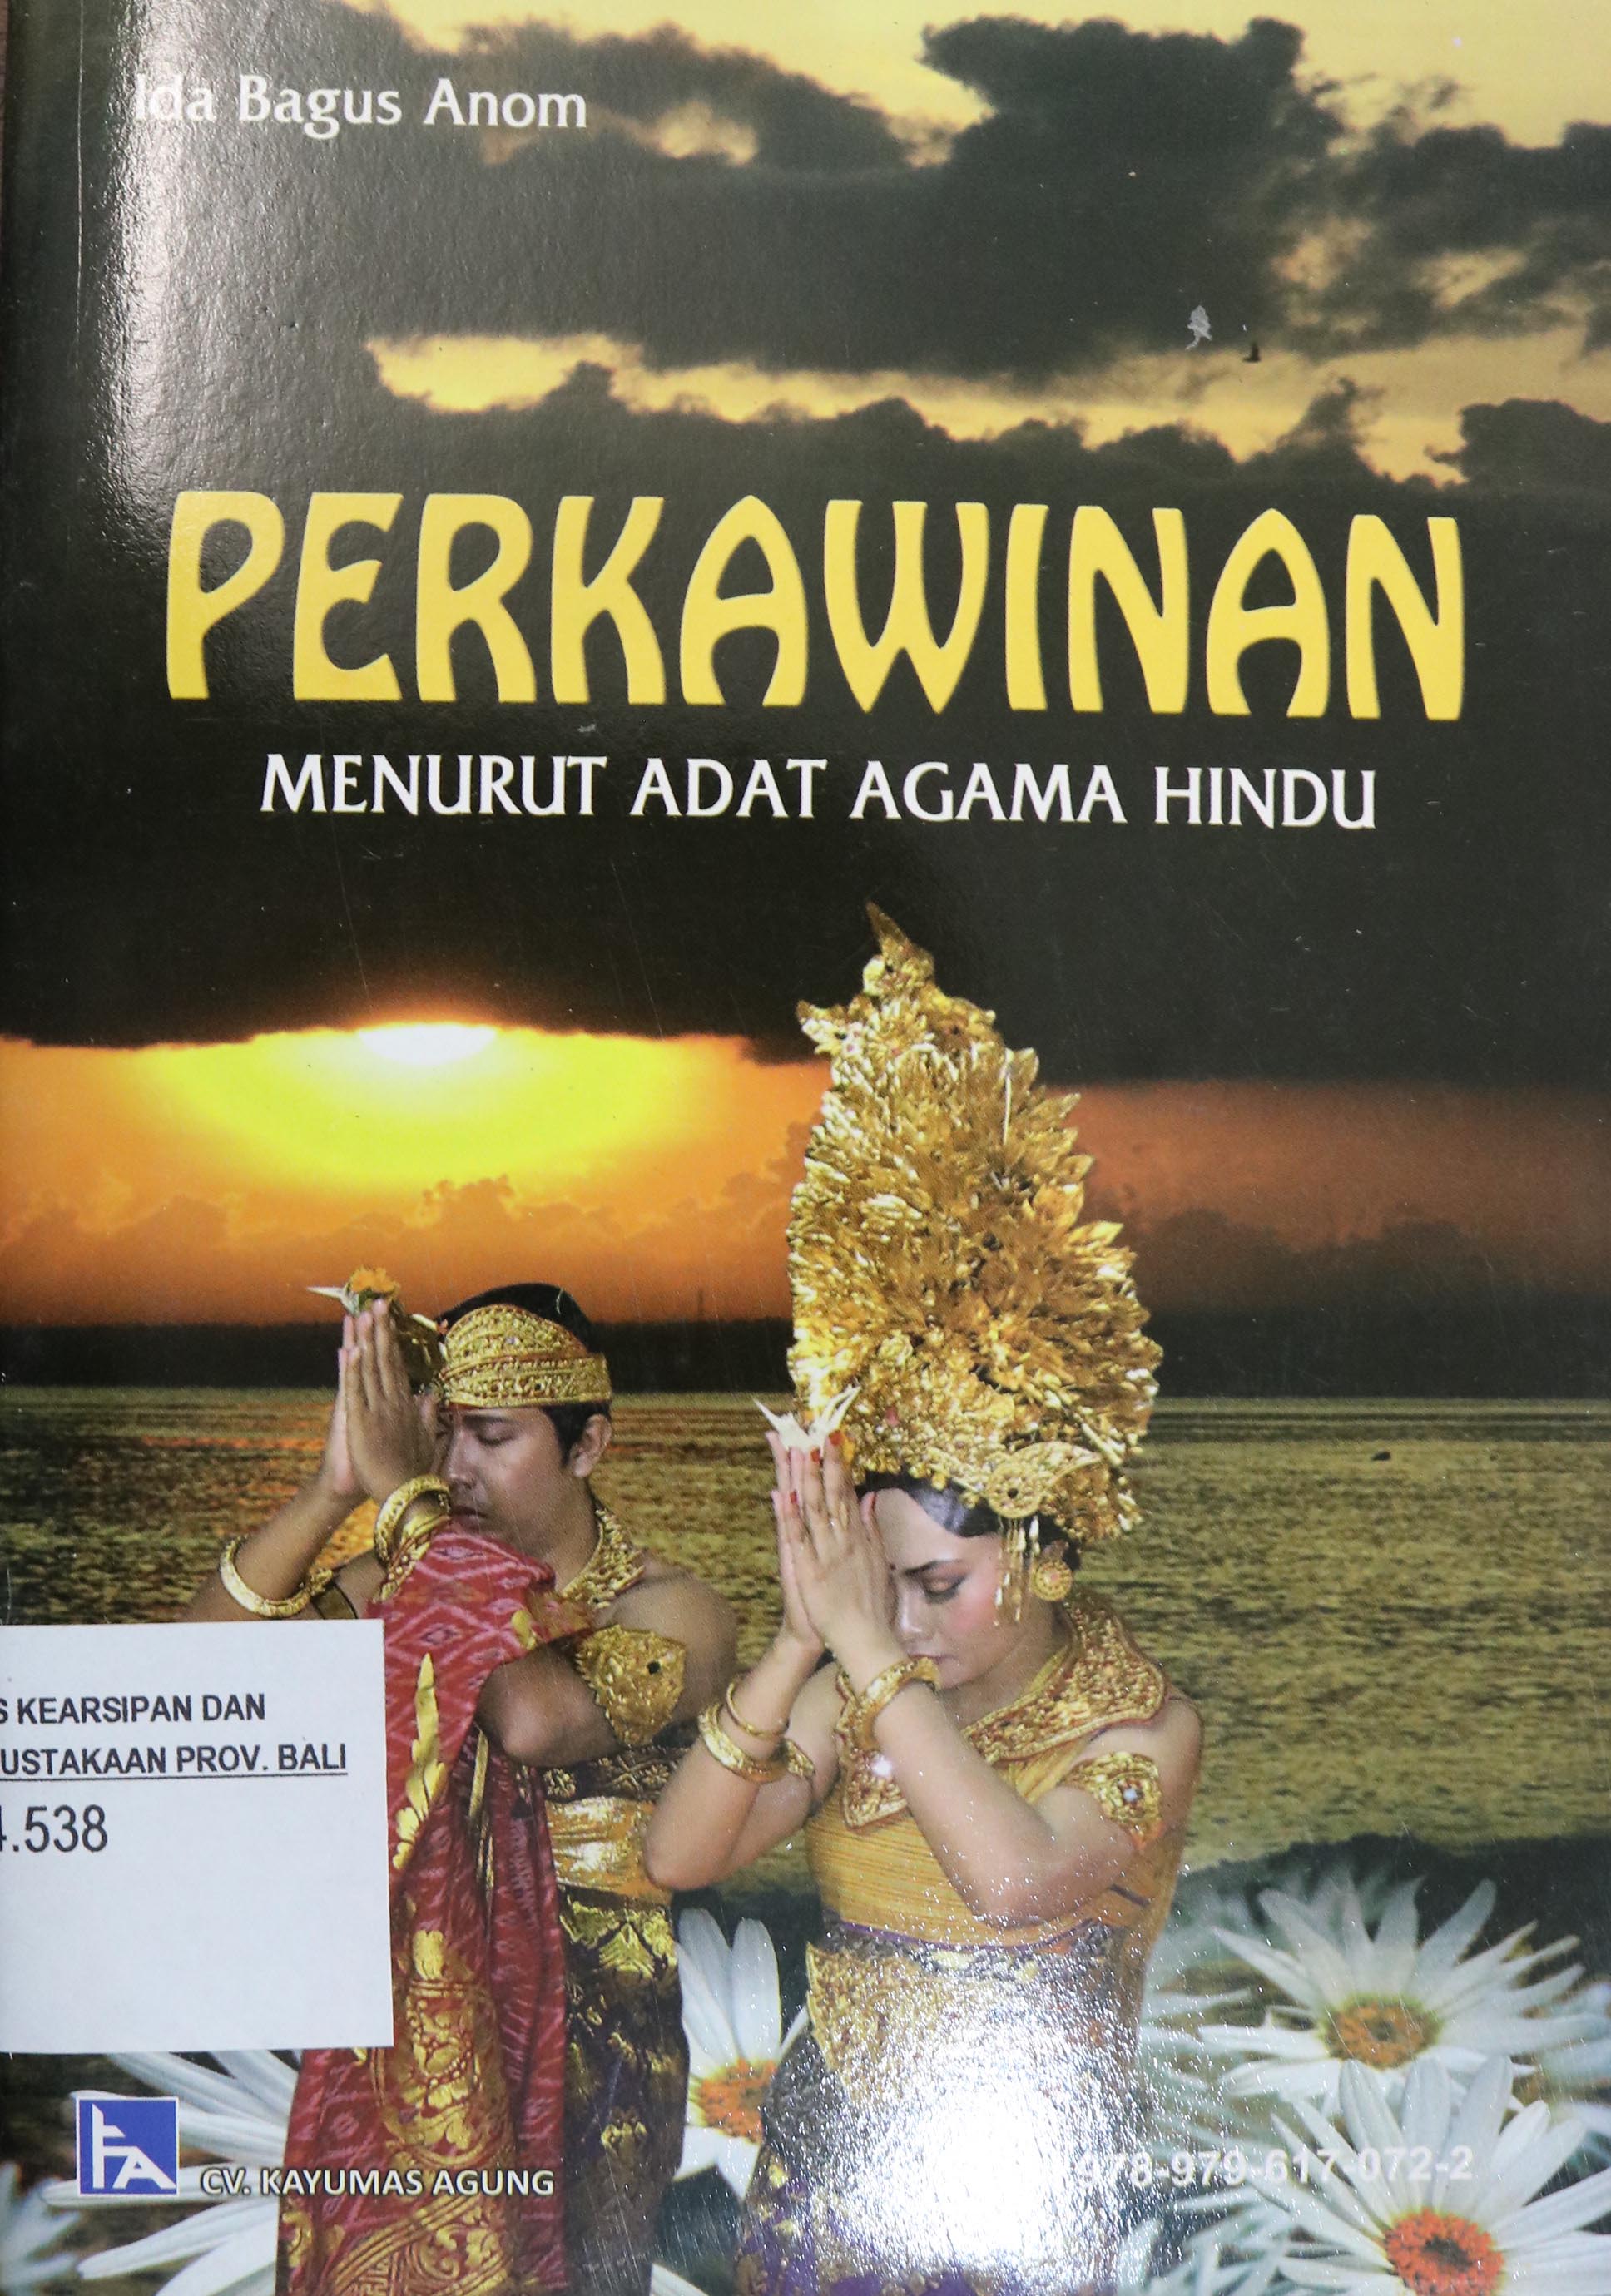 Ida Bagus Anom
PERKAWINAN
MENURUT ADAT AGAMA HINDU
S KEARSIPAN DAN
USTAKAAN PROV. BALI
.538
CV. KAYUMAS AGUNG
978-979-617-072-2